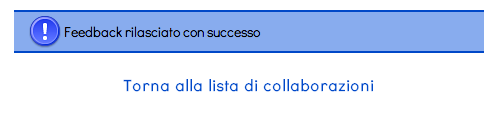 Feedback rilasciato con successo
Torna alla lista di collaborazioni